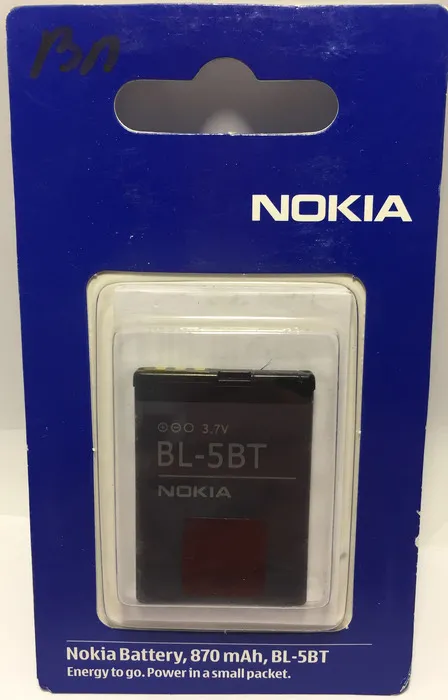 NOKIA
3.7V
BL-5BT
NOKIA
Nokia Battery, 870 mAh, BL-5BT
Energy to go. Power in a small packet.